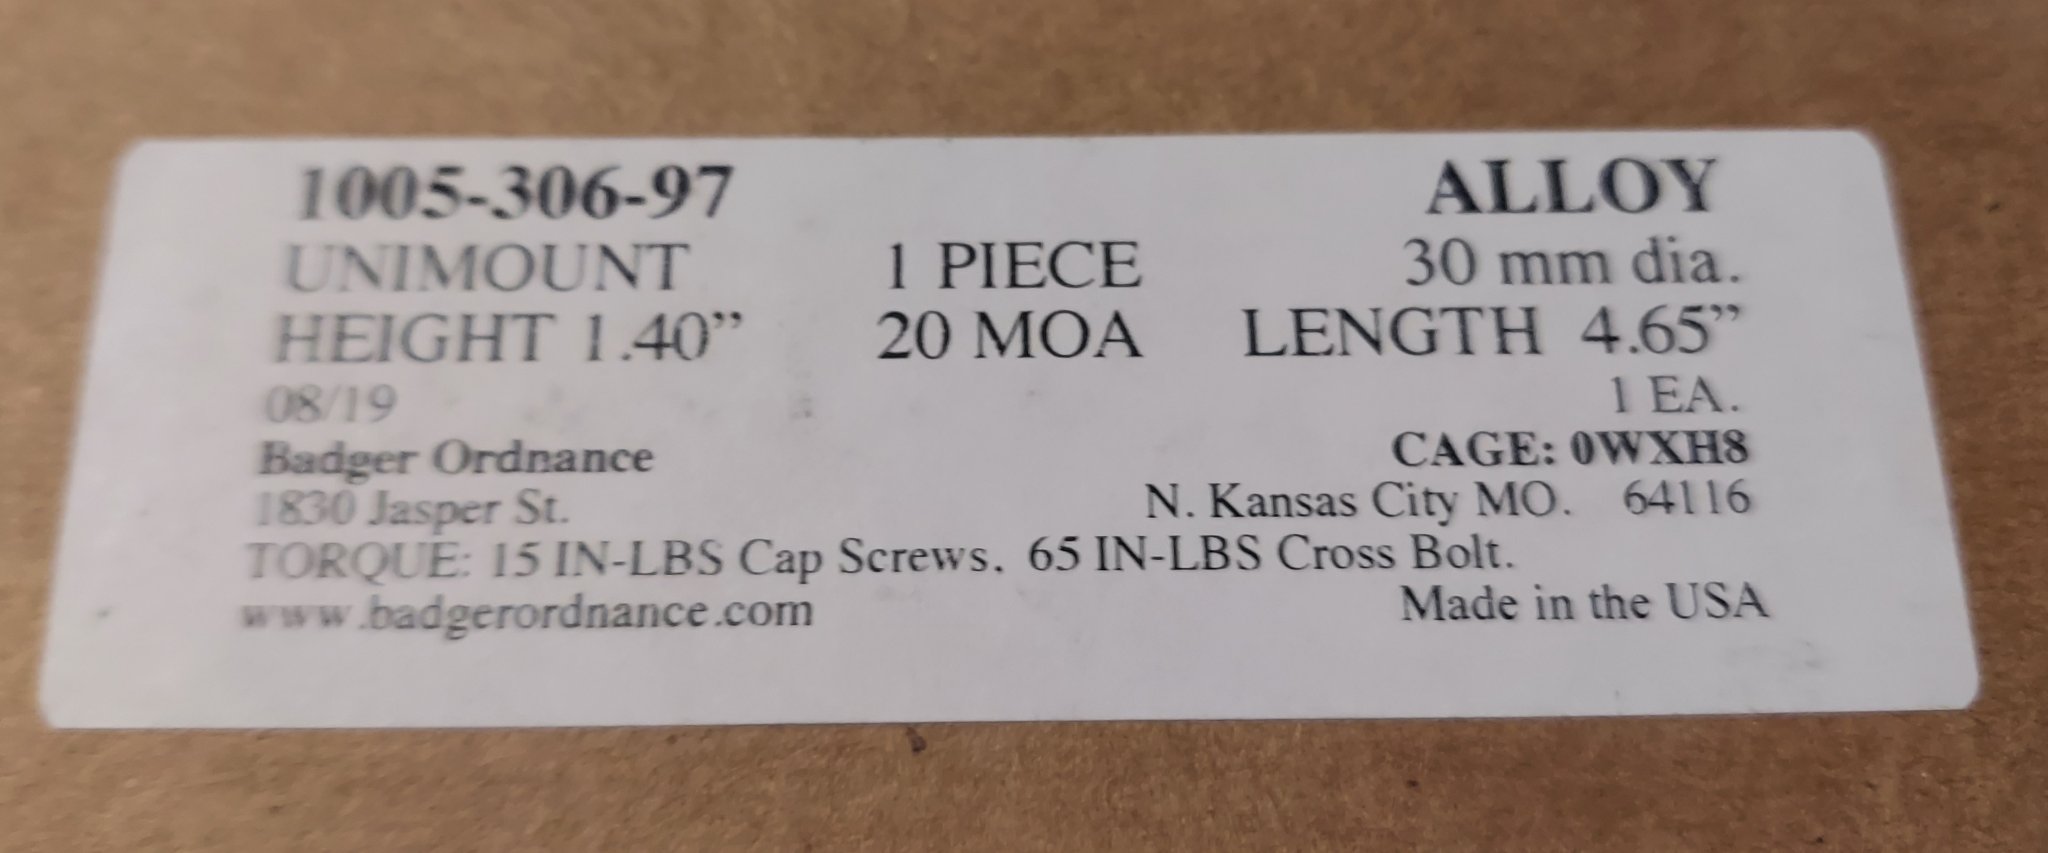 1005-306-97 ALLOY
UNIMOUNT 1 PIECE 30 mm dia.
HEIGHT 1.40” 20 MOA LENGTH 4.65”
08/19 1 EA.
Badger Ordnance CAGE: 0WXH8
1830 Jasper St. N. Kansas City MO. 64116
TORQUE: 15 IN-LBS Cap Screws. 65 IN-LBS Cross Bolt.
www.badgerordnance.com Made in the USA